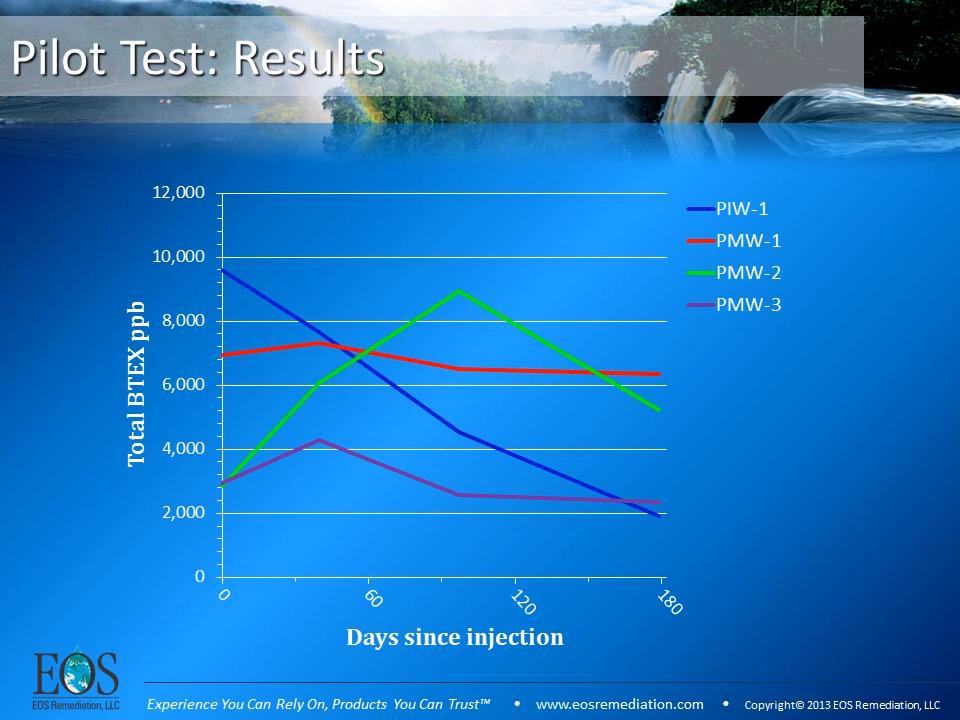 Pilot Test: Results
12,000
10,000
8,000
6,000
4,000
2,000
0
Total BTEX ppb
0
60
120
180
Days since injection
PIW-1
PMW-1
PMW-2
PMW-3
EOS
EOS Remediation, LLC
Experience You Can Rely On, Products You Can Trust™ • www.eosremediation.com • Copyright© 2013 EOS Remediation, LLC